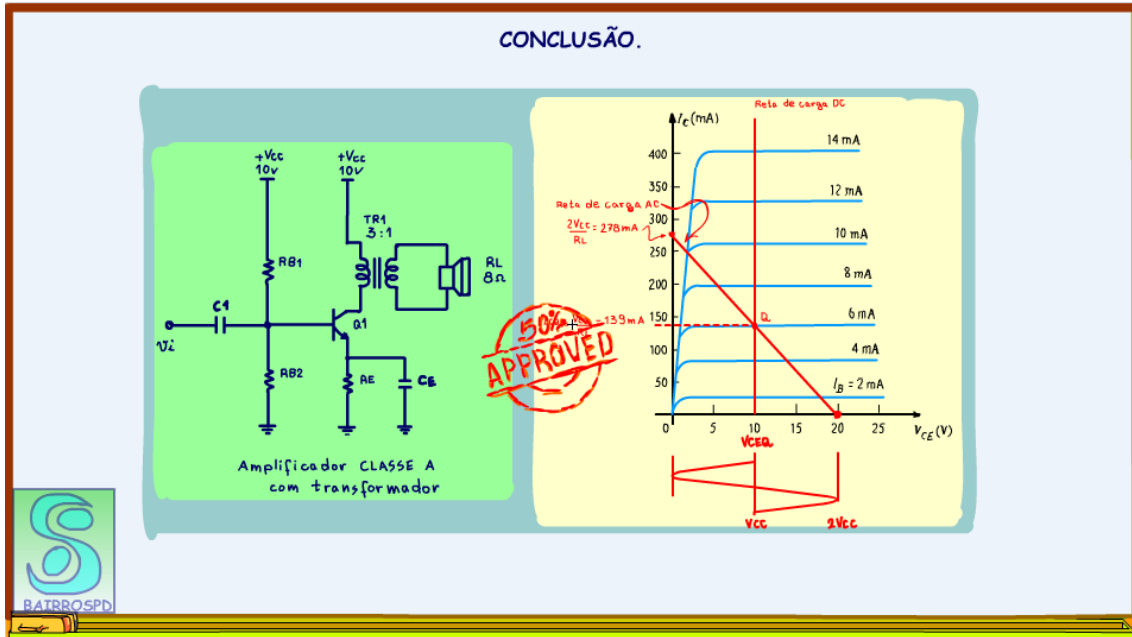 CONCLUSÃO.
+Vcc
10v
+Vcc
10v
TR1
3:1
RB1
RL
8Ω
C1
Q1
Vi
RB2
RE
CE
Amplificador CLASSE A
com transformador
Reta de carga DC
IC(mA)
400
350
300
250
200
150
100
50
0
5
10
15
20
25
VCE(V)
14 mA
12 mA
10 mA
8 mA
6 mA
4 mA
IB = 2 mA
Reta de carga AC
2Vcc
RL
= 278mA
Q
139mA
50%
APPROVED
VCEQ
VCC
2VCC
BAIRROSPD